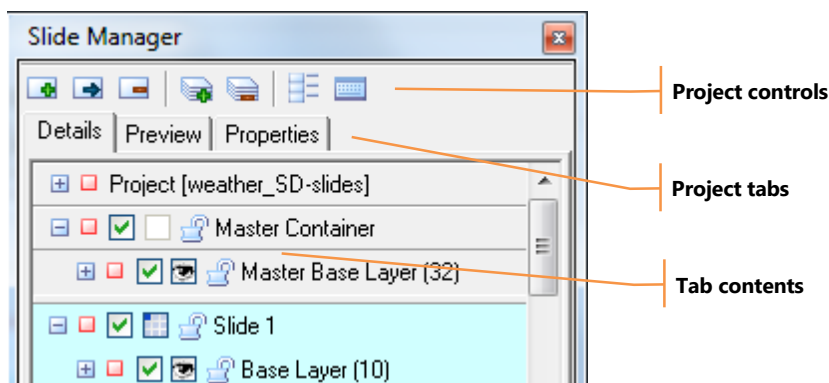 Slide Manager
Project controls
Details Preview Properties
Project [weather_SD-slides]
Project tabs
Master Container
Master Base Layer (32)
Tab contents
Slide 1
Base Layer (10)